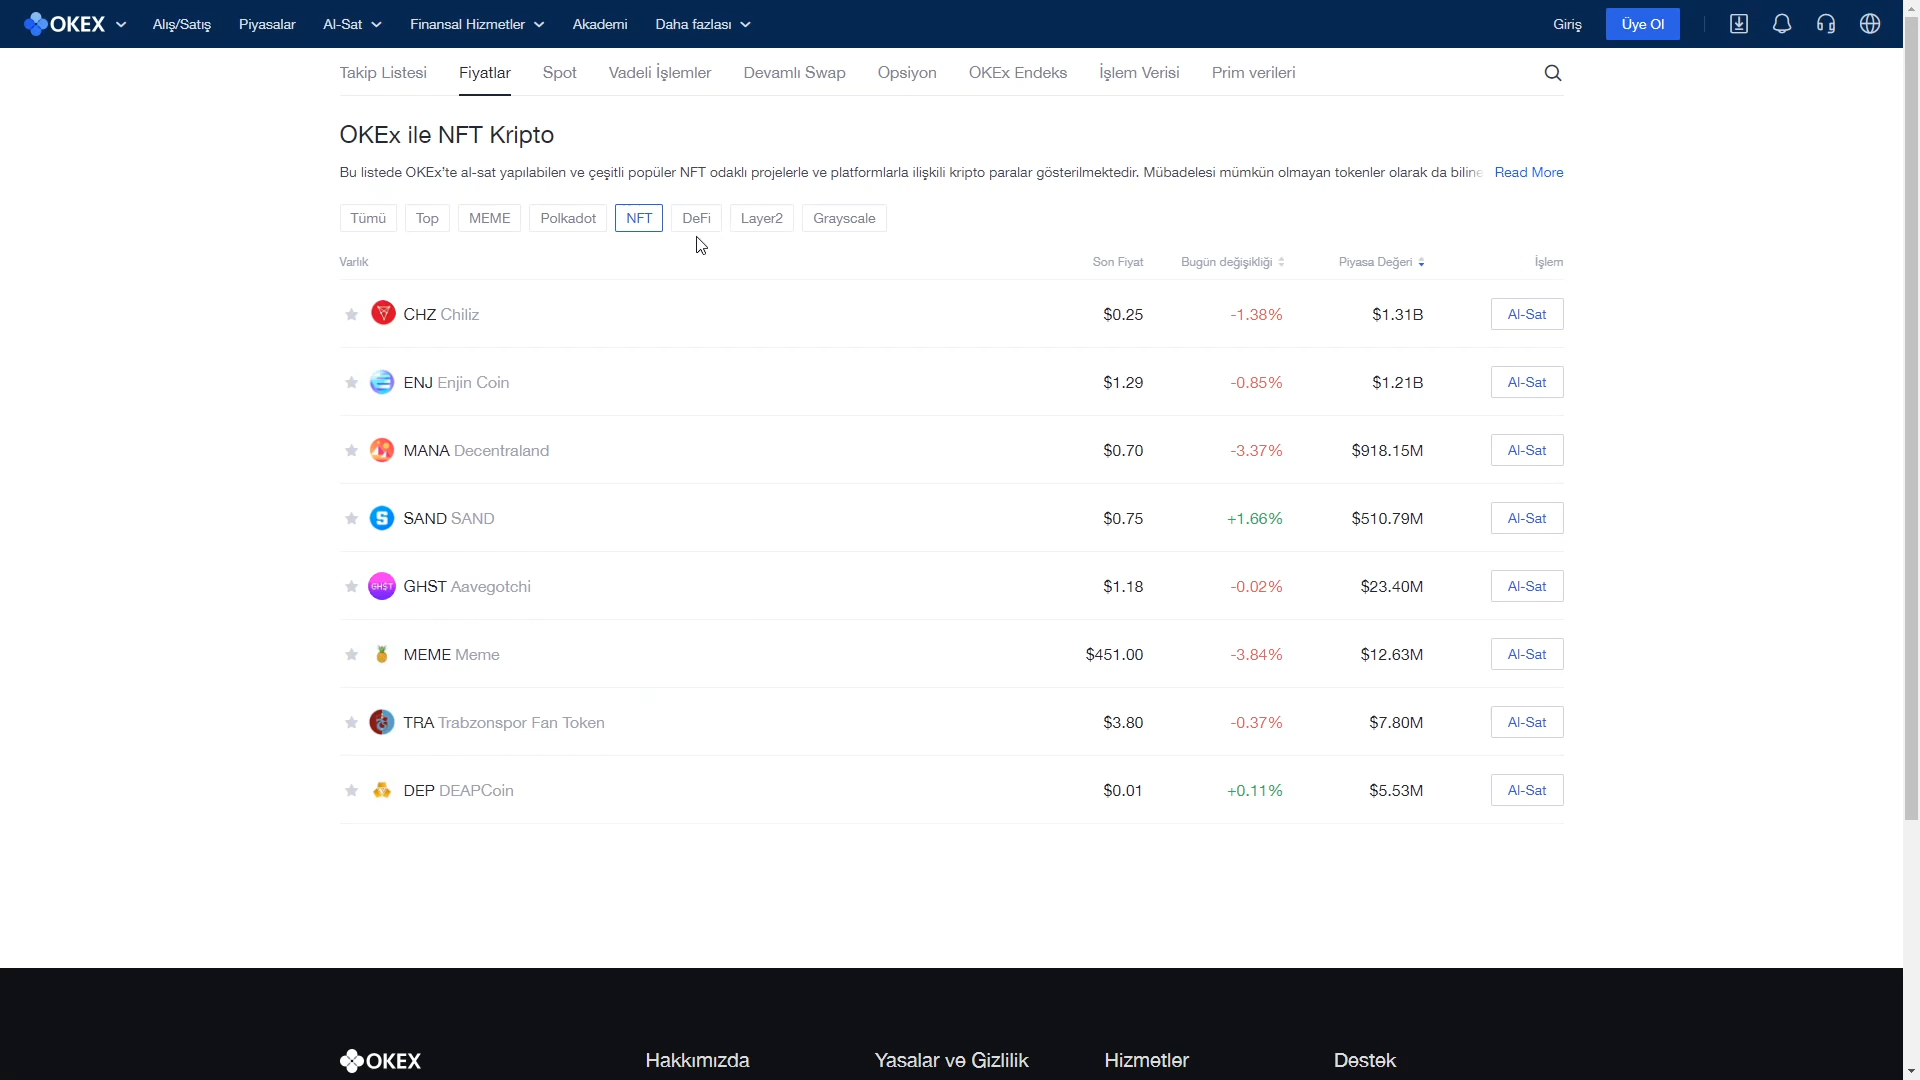 OKEX Alış/Satış Piyasalar Al-Sat Finansal Hizmetler Akademi Daha fazlası Giriş Üye Ol
Takip Listesi Fiyatlar Spot Vadeli İşlemler Devamlı Swap Opsiyon OKEx Endeks İşlem Verisi Prim verileri
OKEx ile NFT Kripto
Bu listede OKEx'te al-sat yapılabilen ve çeşitli popüler NFT odaklı projelerle ve platformlarla ilişkili kripto paralar gösterilmektedir. Mübadelesi mümkün olmayan tokenler olarak da biline Read More
Tümü Top MEME Polkadot NFT DeFi Layer2 Grayscale
Varlık Son Fiyat Bugün değişikliği Piyasa Değeri İşlem
CHZ Chiliz $0.25 -1.38% $1.31B Al-Sat
ENJ Enjin Coin $1.29 -0.85% $1.21B Al-Sat
MANA Decentraland $0.70 -3.37% $918.15M Al-Sat
SAND SAND $0.75 +1.66% $510.79M Al-Sat
GHST GHST Aavegotchi $1.18 -0.02% $23.40M Al-Sat
MEME Meme $451.00 -3.84% $12.63M Al-Sat
TRA Trabzonspor Fan Token $3.80 -0.37% $7.80M Al-Sat
DEP DEAPCoin $0.01 +0.11% $5.53M Al-Sat
OKEX Hakkımızda Yasalar ve Gizlilik Hizmetler Destek